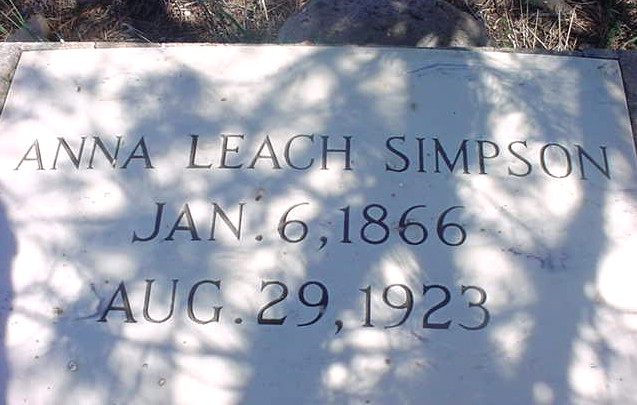 ANNA LEACH SIMPSON
JAN. 6, 1866
AUG. 29, 1923